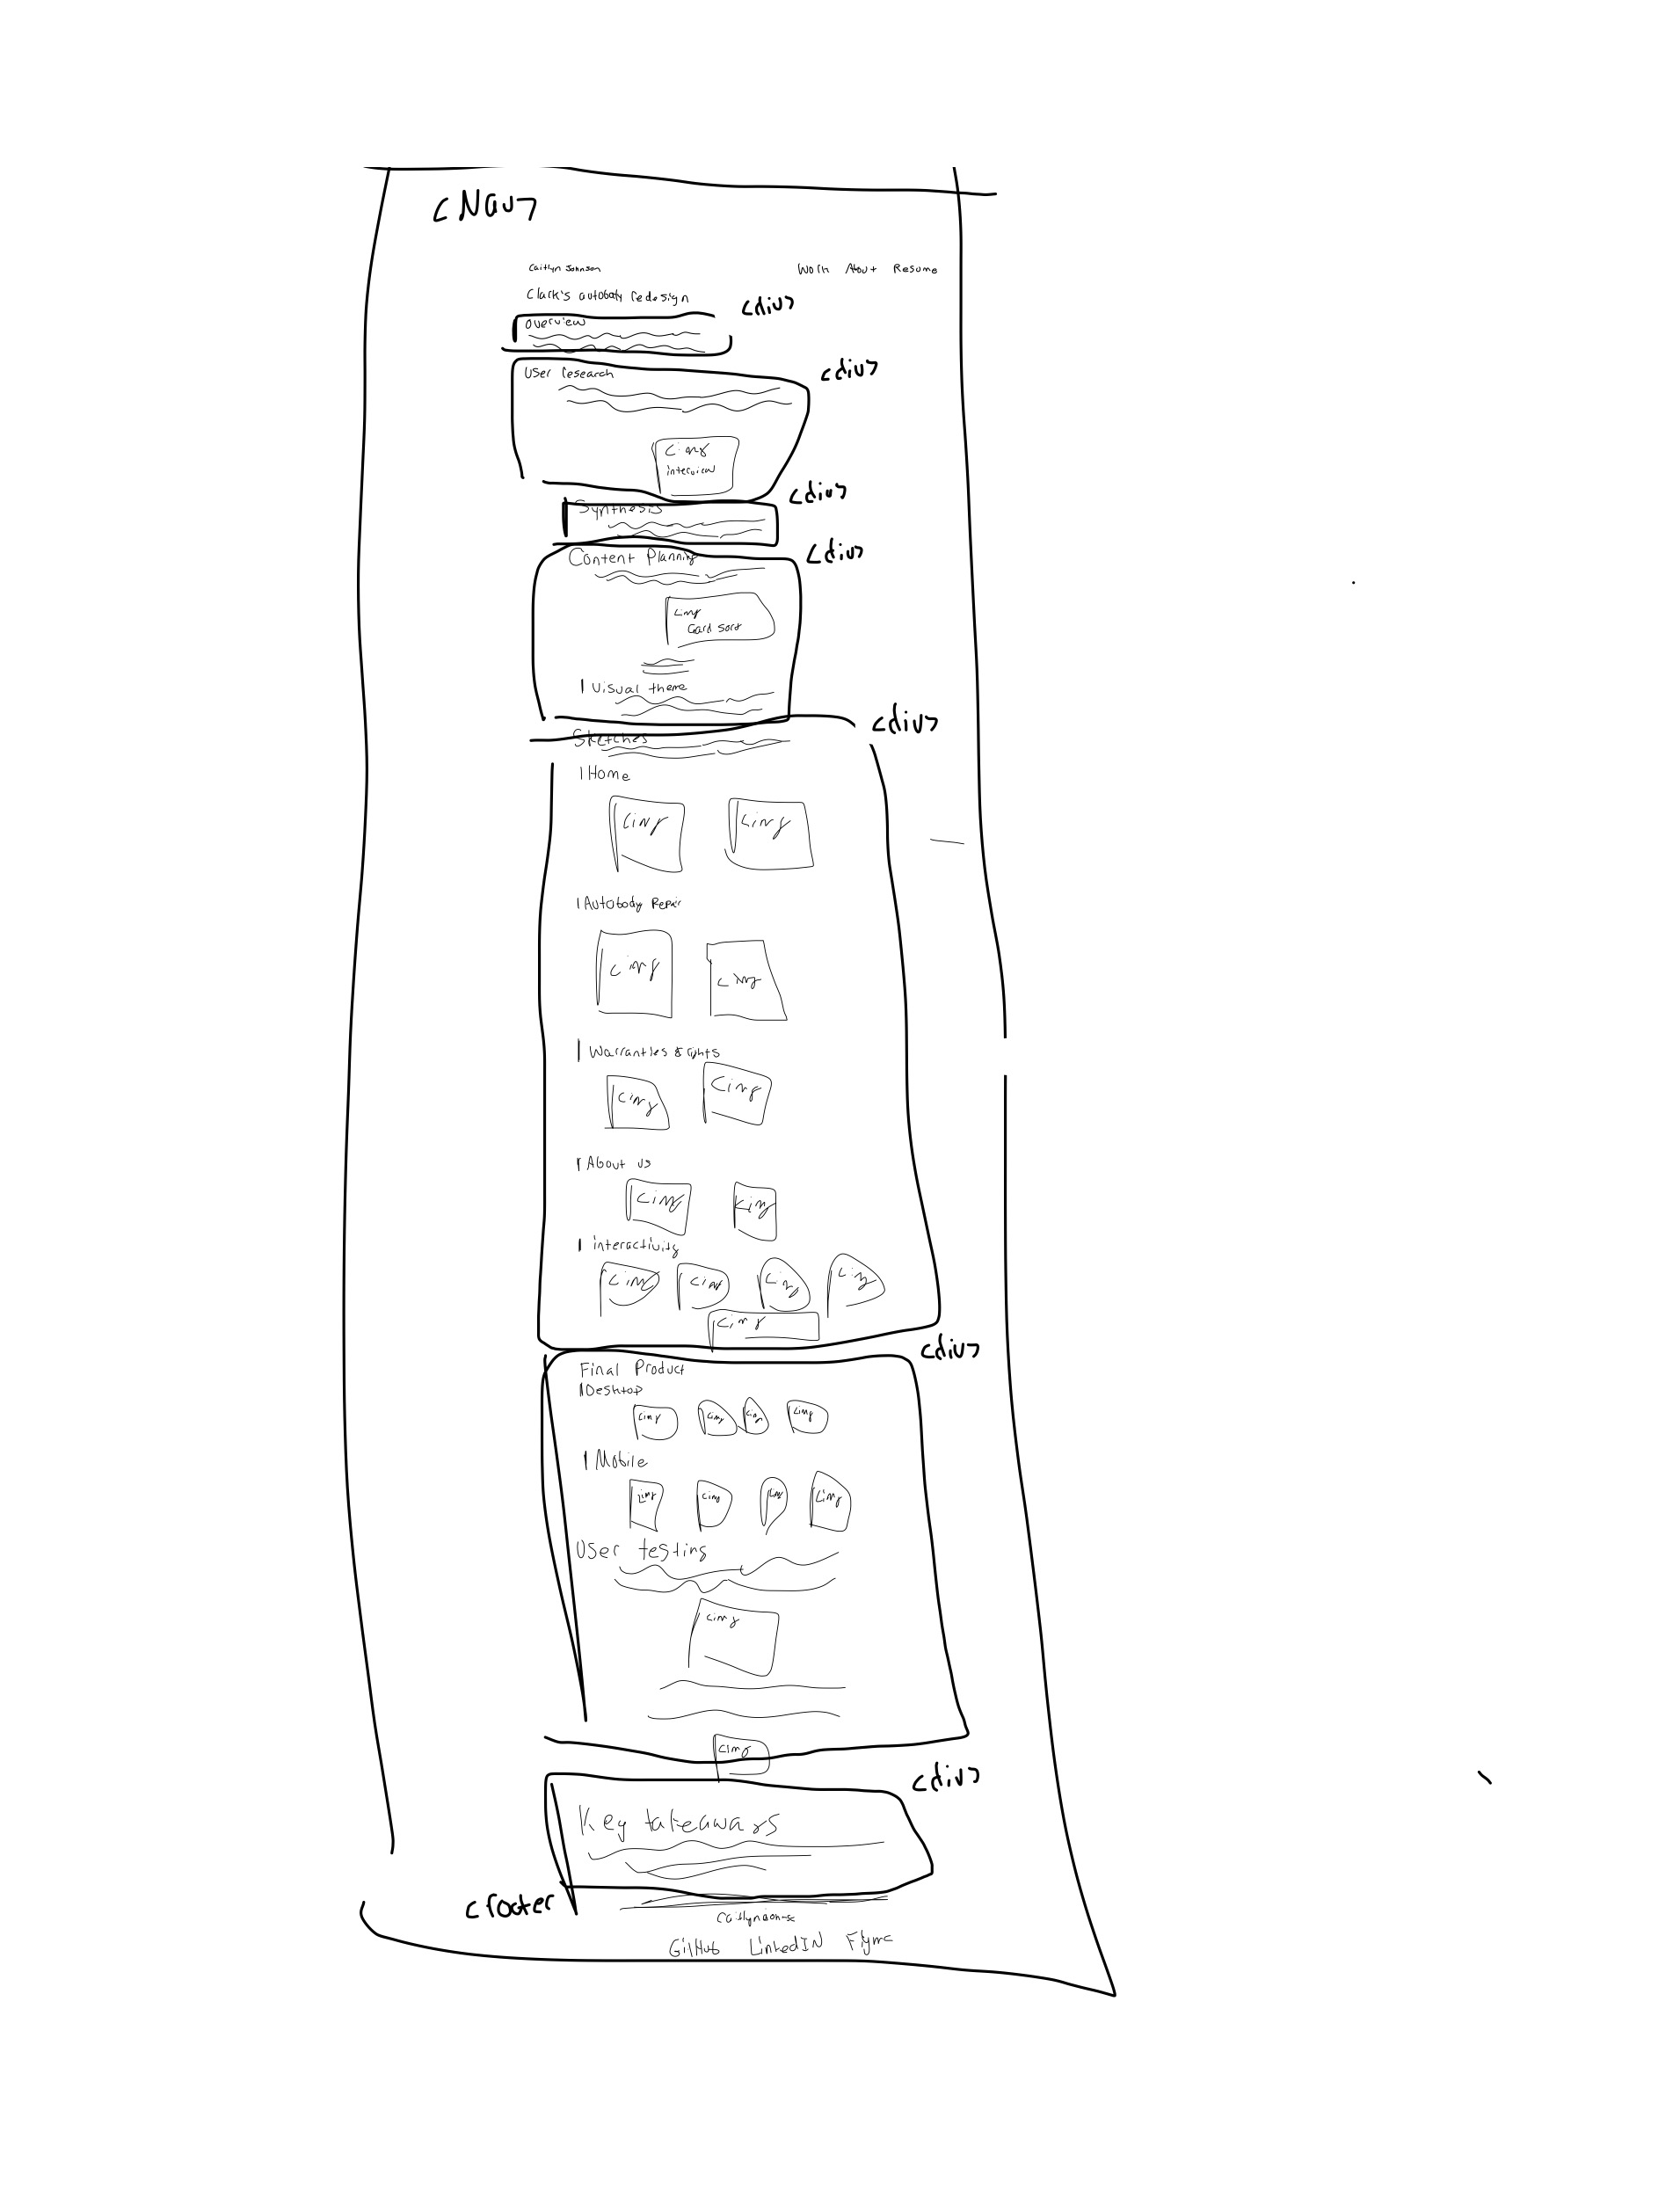 <Nav>
Caitlyn Johnson Work About Resume
Clark's autobody redesign
<div>
overview
<div>
User research
<img
interview
<div>
Synthesis
<div>
Content Planning
<img
Card sort
Visual theme
<div>
Sketches
Home
<img <img
Autobody Repair
<img <img
Warranties & rights
<img <img
About us
<img <img
interactivity
<img <img <img <img
<img
<div>
Final Product
Desktop
<img <img <img <img
Mobile
<img <img <img <img
User testing
<img
<img
<div>
Key takeaways
<footer
GitHub LinkedIN